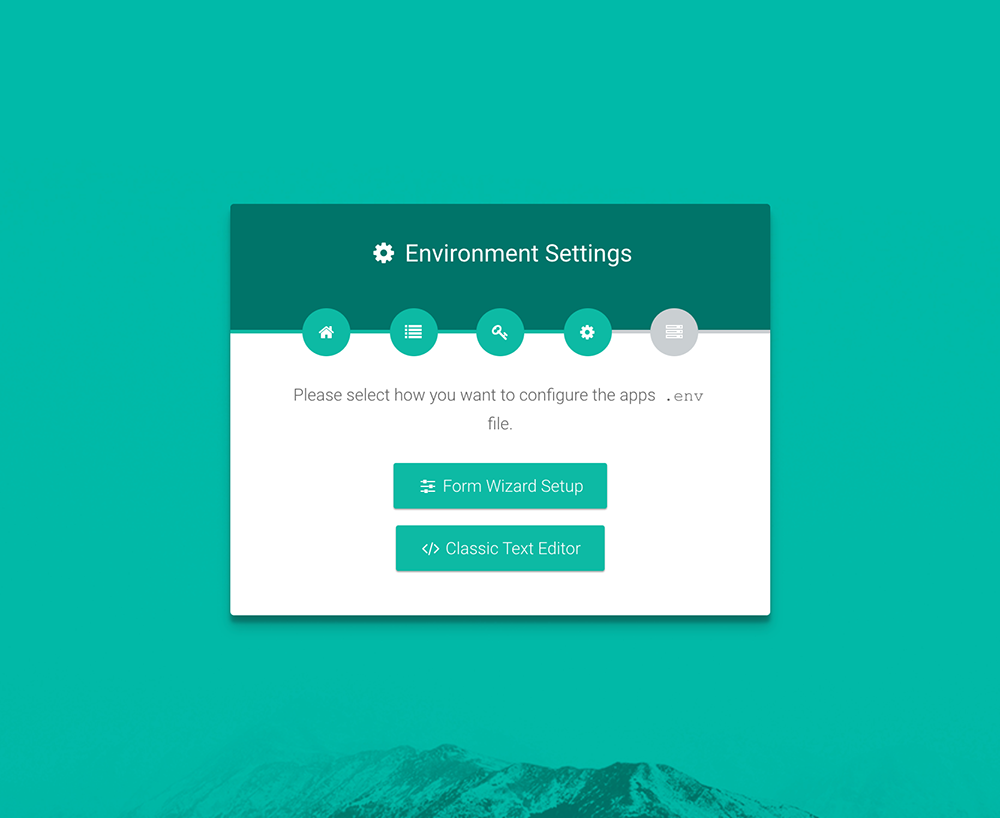 Environment Settings
Please select how you want to configure the apps .env
file.
Form Wizard Setup
Classic Text Editor